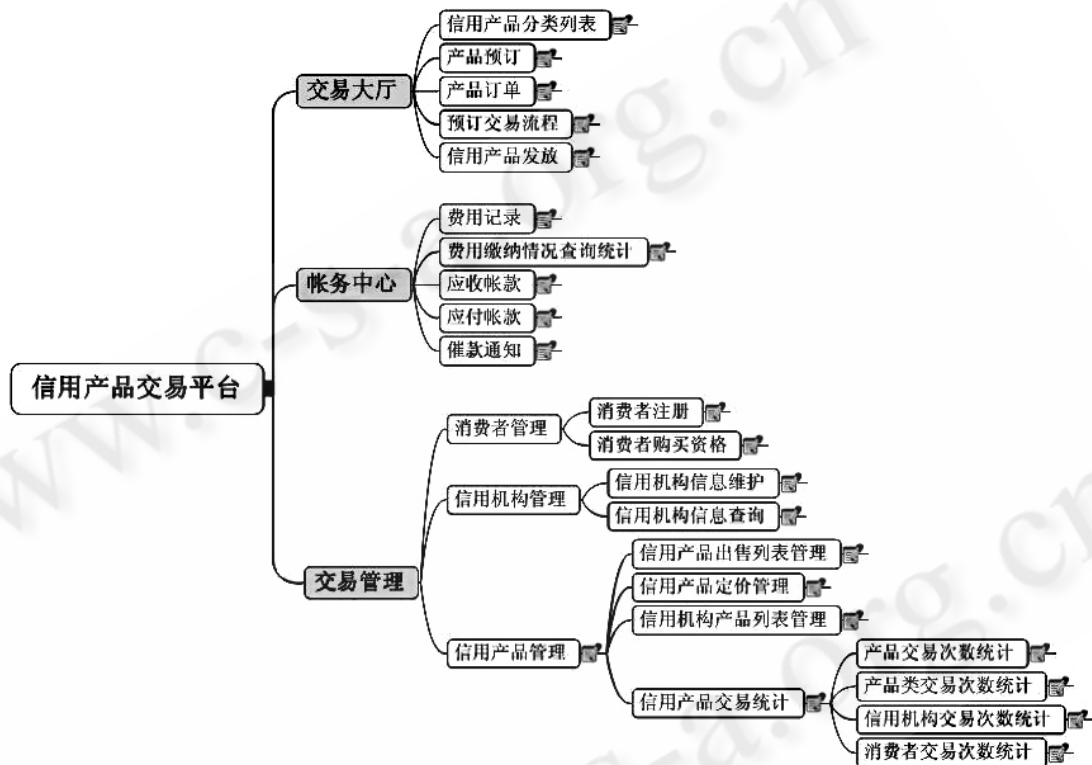 信用产品交易平台
交易大厅
信用产品分类列表
产品预订
产品订单
预订交易流程
信用产品发放
帐务中心
费用记录
费用缴纳情况查询统计
应收帐款
应付帐款
催款通知
交易管理
消费者管理
消费者注册
消费者购买资格
信用机构管理
信用机构信息维护
信用机构信息查询
信用产品管理
信用产品出售列表管理
信用产品定价管理
信用机构产品列表管理
信用产品交易统计
产品交易次数统计
产品类交易次数统计
信用机构交易次数统计
消费者交易次数统计
www.c-s-a.org.cn